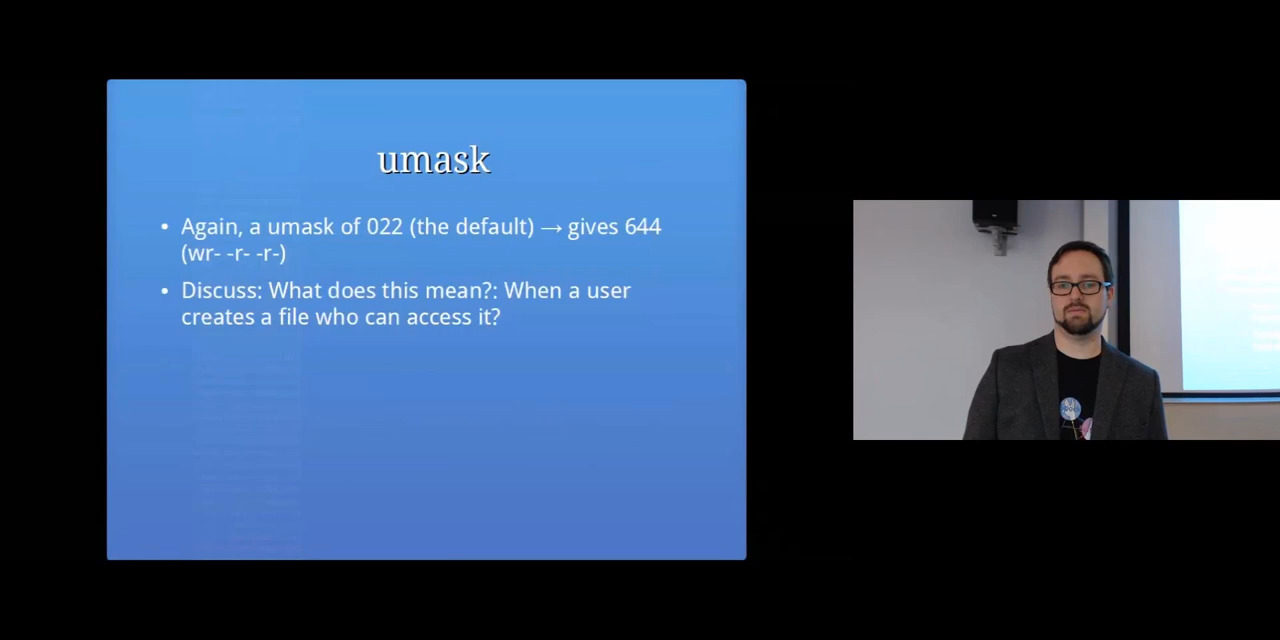 umask
• Again, a umask of 022 (the default) → gives 644
(wr- -r- -r-)
• Discuss: What does this mean?: When a user
creates a file who can access it?